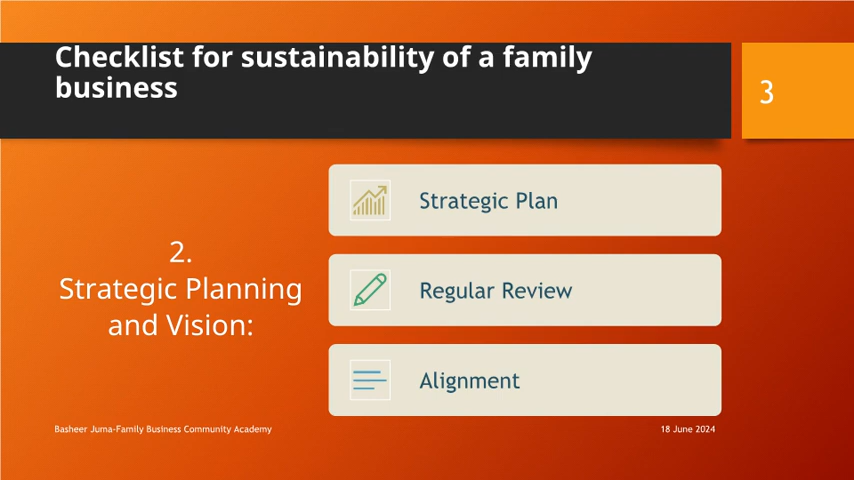 Checklist for sustainability of a family
business
3
2.
Strategic Planning
and Vision:
Strategic Plan
Regular Review
Alignment
Basheer Juma-Family Business Community Academy
18 June 2024